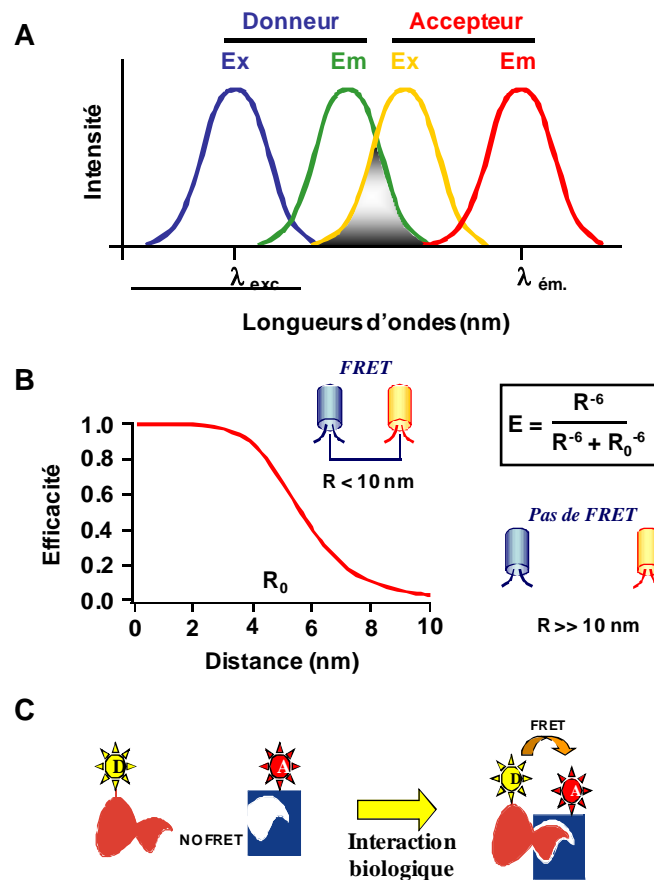 A
Donneur Accepteur
Ex Em Ex Em
Intensité
λ exc λ ém.
Longueurs d'ondes (nm)
B
FRET
R < 10 nm
E = R⁻⁶ / (R⁻⁶ + R₀⁻⁶)
Pas de FRET
R >> 10 nm
Efficacité
1.0
0.8
0.6
0.4
0.2
0.0
R₀
0 2 4 6 8 10
Distance (nm)
C
D A
NO FRET
Interaction
biologique
FRET
D A